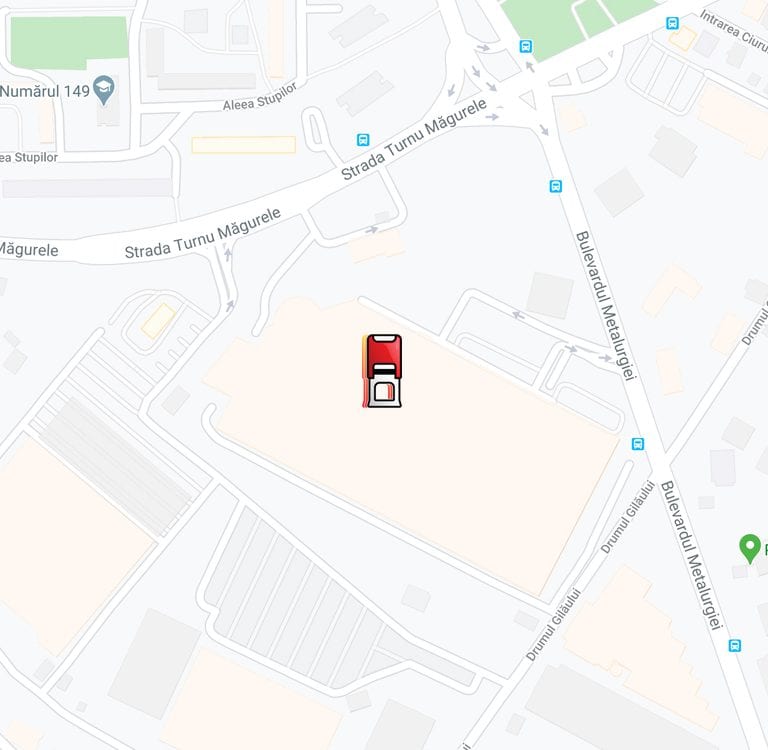 Intrarea Ciuru
Numărul 149
Aleea Stupilor
Strada Turnu Măgurele
ea Stupilor
Strada Turnu Măgurele
Măgurele
Bulevardul Metalurgiei
Drumul G
Drumul Gilăului
Bulevardul Metalurgiei
Drumul Gilăului